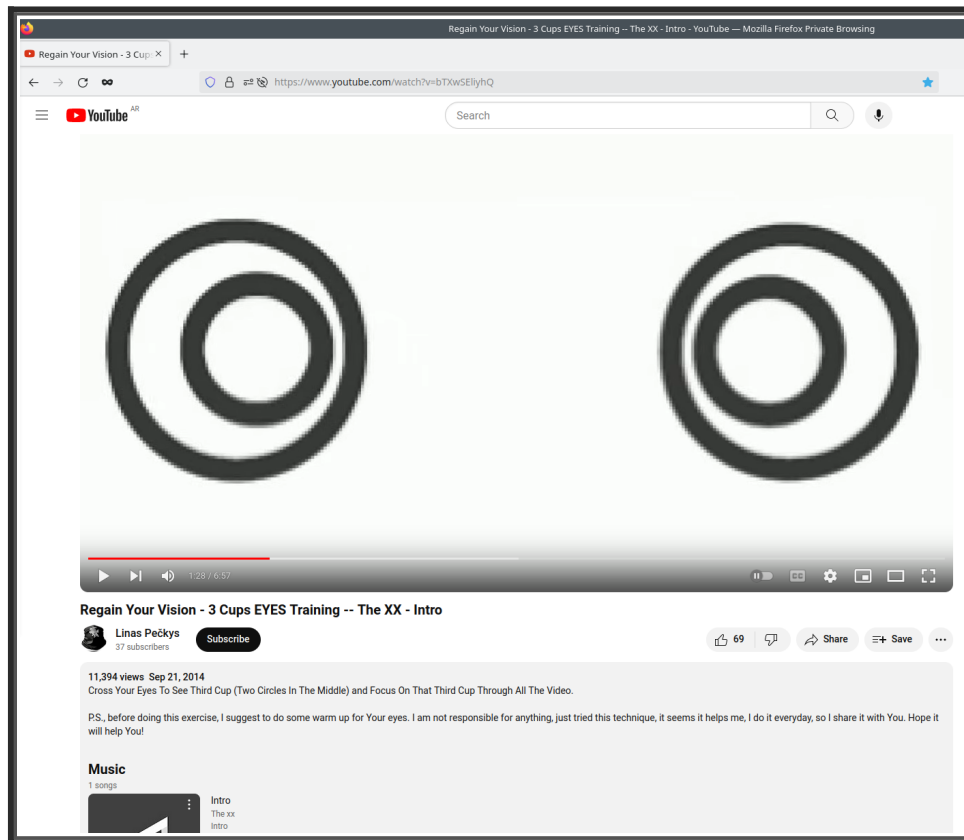 Regain Your Vision - 3 Cups EYES Training -- The XX - Intro - YouTube — Mozilla Firefox Private Browsing
Regain Your Vision - 3 Cup
https://www.youtube.com/watch?v=bTXwSEliyhQ
YouTube AR
Search
1:28 / 6:57
CC
Regain Your Vision - 3 Cups EYES Training -- The XX - Intro
Linas Pečkys
37 subscribers
Subscribe
69
Share
Save
11,394 views Sep 21, 2014
Cross Your Eyes To See Third Cup (Two Circles In The Middle) and Focus On That Third Cup Through All The Video.
P.S., before doing this exercise, I suggest to do some warm up for Your eyes. I am not responsible for anything, just tried this technique, it seems it helps me, I do it everyday, so I share it with You. Hope it
will help You!
Music
1 songs
Intro
The xx
Intro